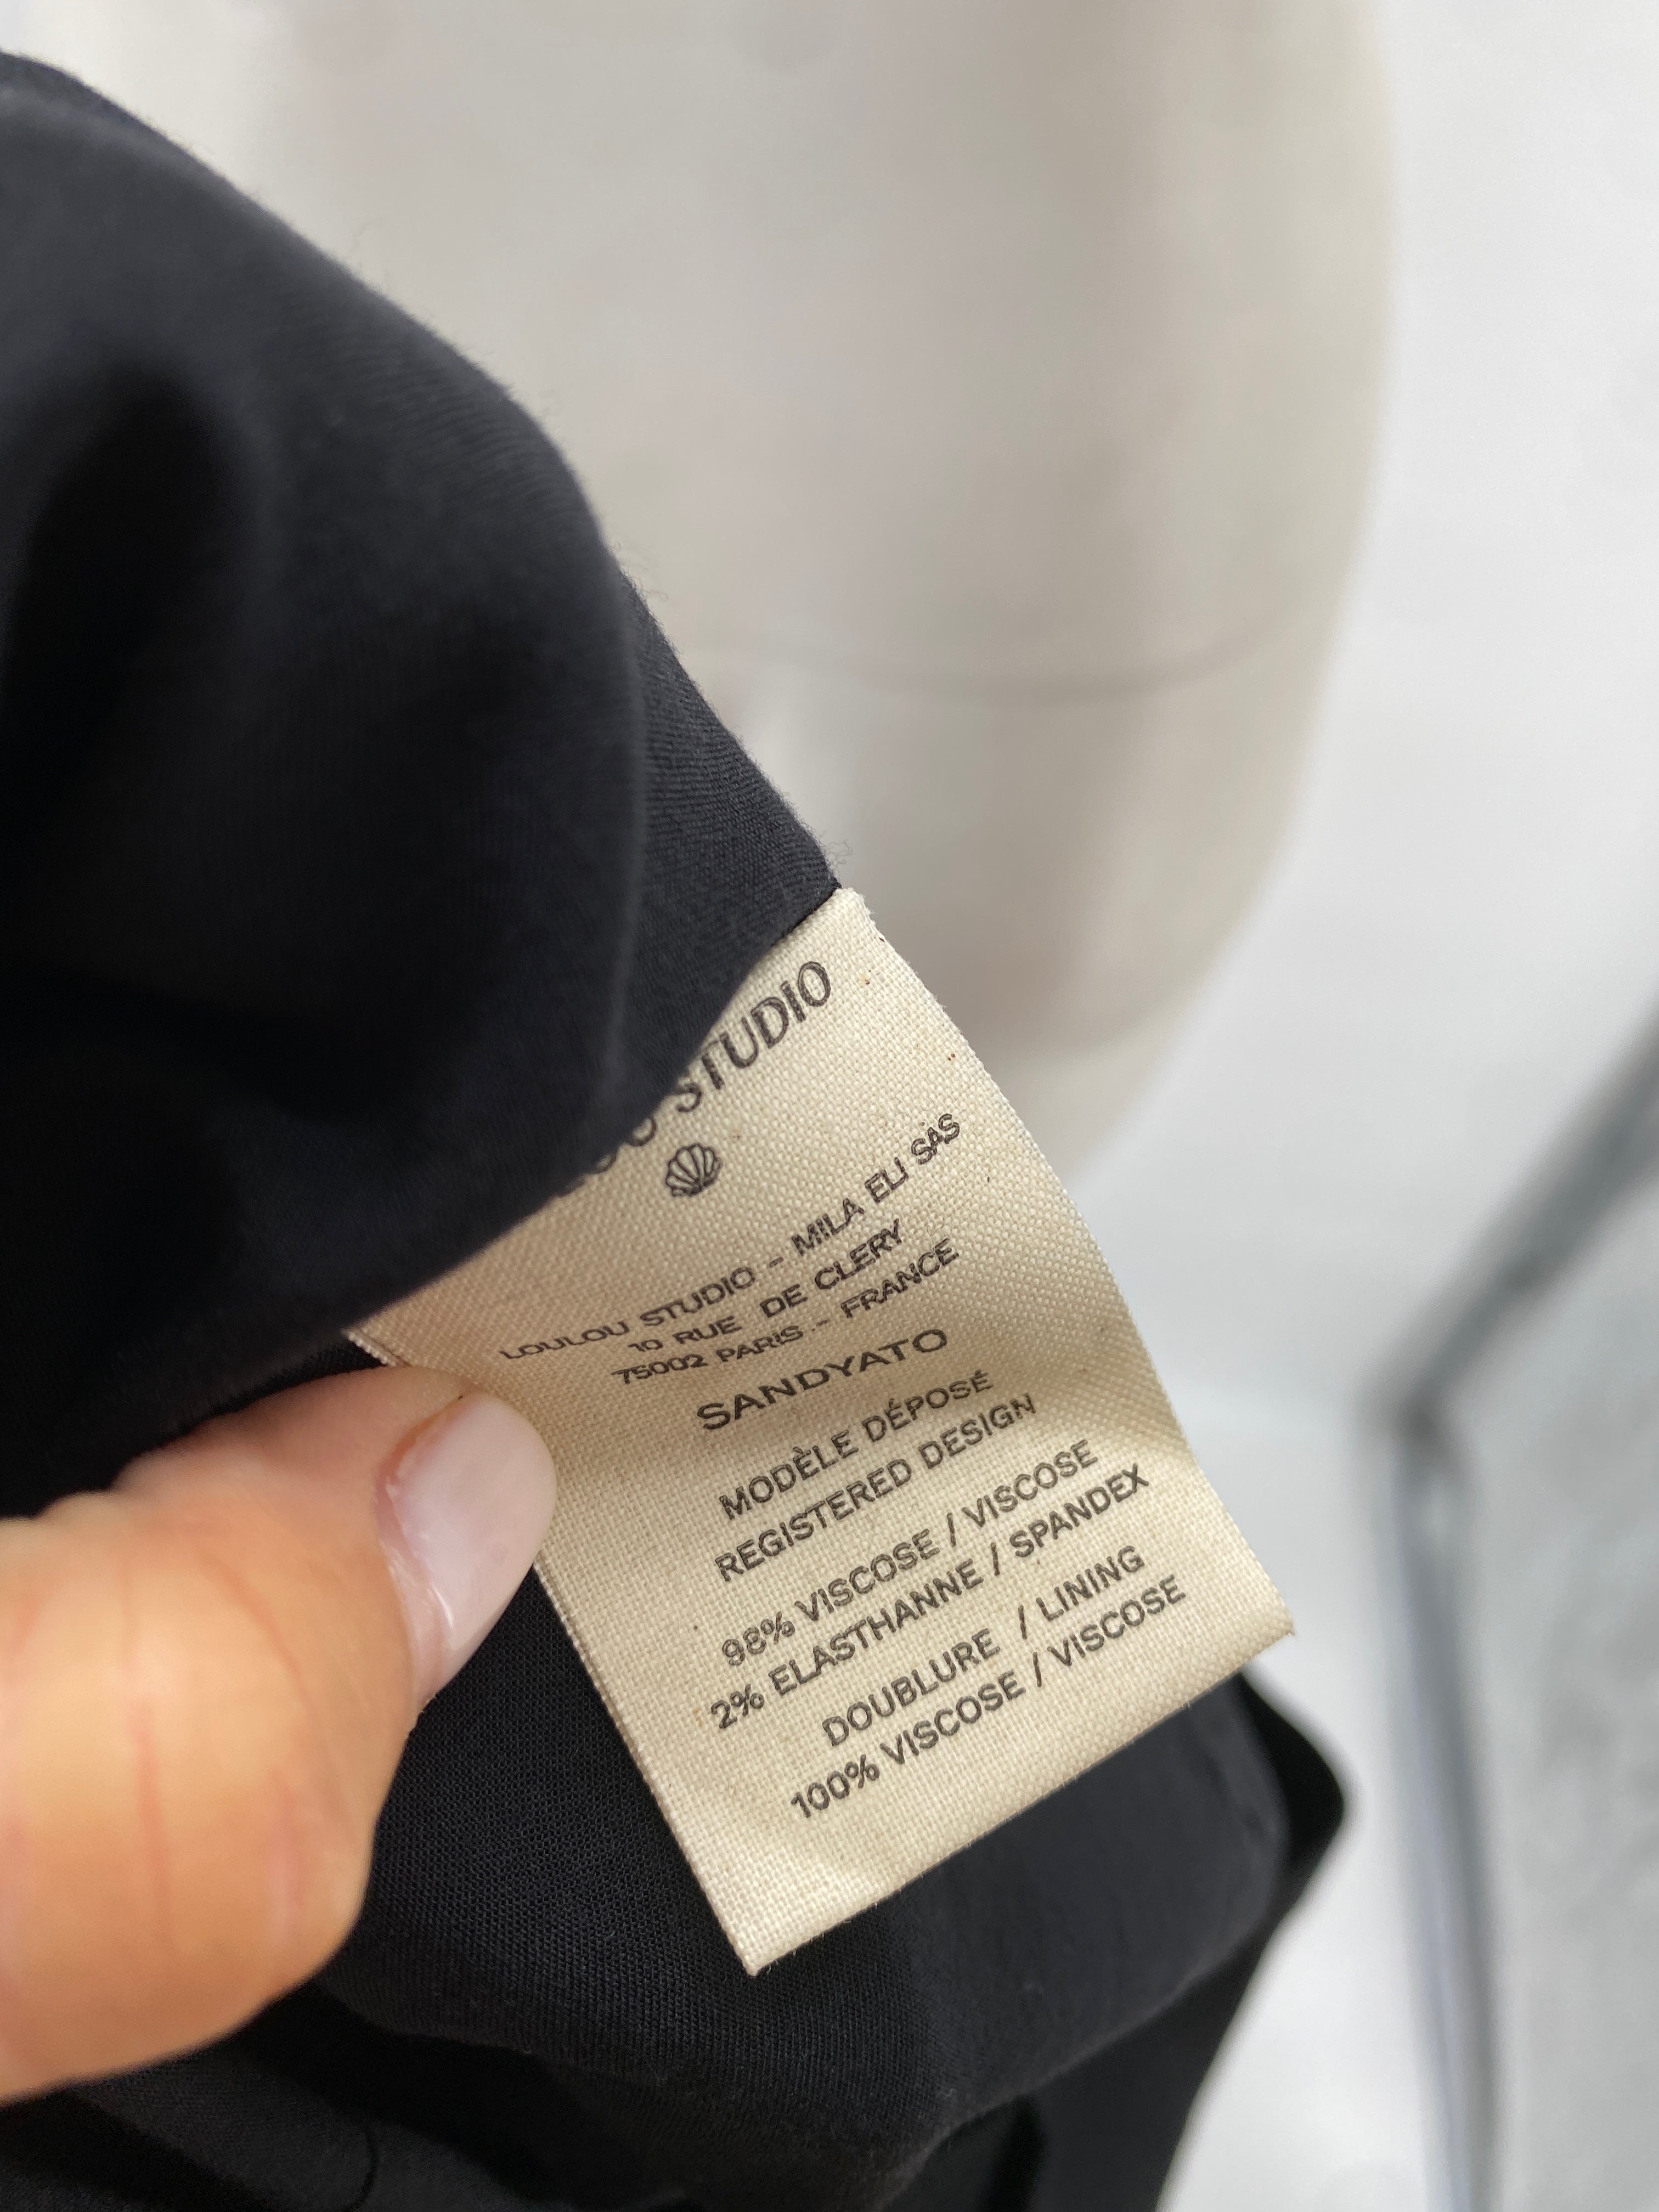 STUDIO
LOULOU STUDIO - MILA ELI SAS
10 RUE DE CLERY
75002 PARIS - FRANCE
SANDYATO
MODÈLE DÉPOSÉ
REGISTERED DESIGN
98% VISCOSE / VISCOSE
2% ELASTHANNE / SPANDEX
DOUBLURE / LINING
100% VISCOSE / VISCOSE